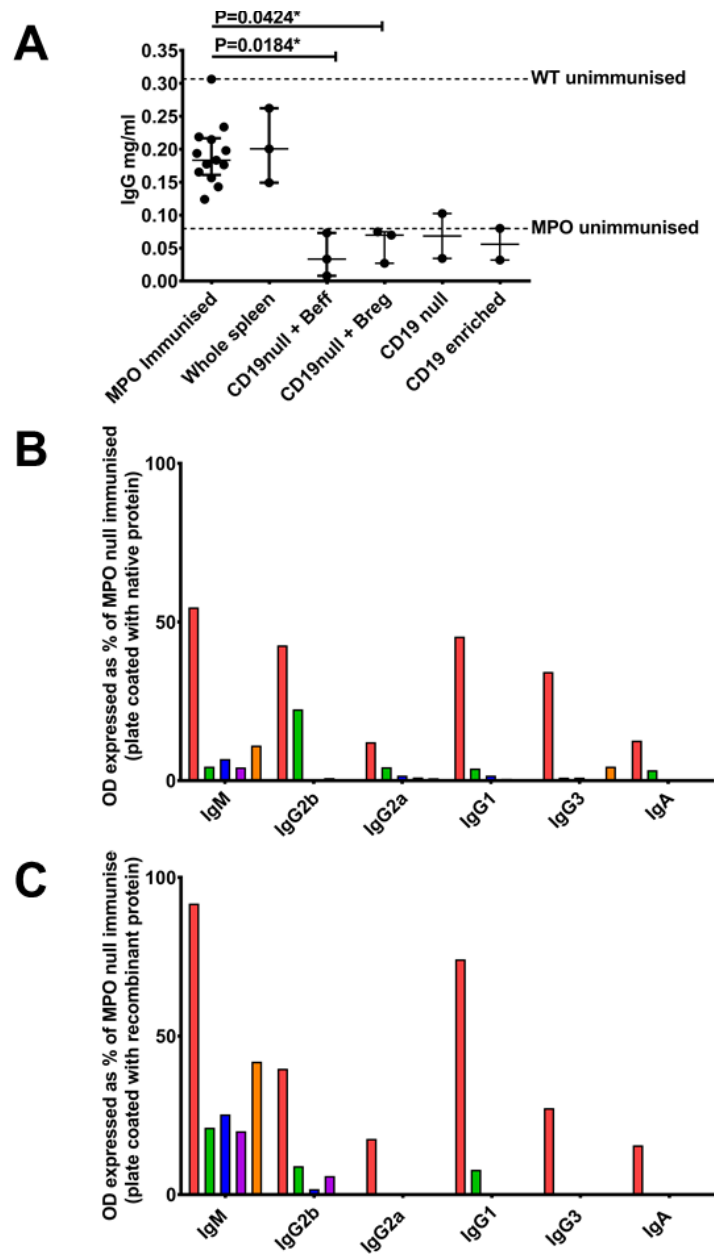 A
P=0.0424*
P=0.0184*
IgG mg/ml
0.35
0.30
0.25
0.20
0.15
0.10
0.05
0.00
WT unimmunised
MPO unimmunised
MPO Immunised
Whole spleen
CD19null + Beff
CD19null + Breg
CD19 null
CD19 enriched
B
OD expressed as % of MPO null immunised
(plate coated with native protein)
100
50
0
IgM
IgG2b
IgG2a
IgG1
IgG3
IgA
C
OD expressed as % of MPO null immunise
(plate coated with recombinant protein)
100
50
0
IgM
IgG2b
IgG2a
IgG1
IgG3
IgA